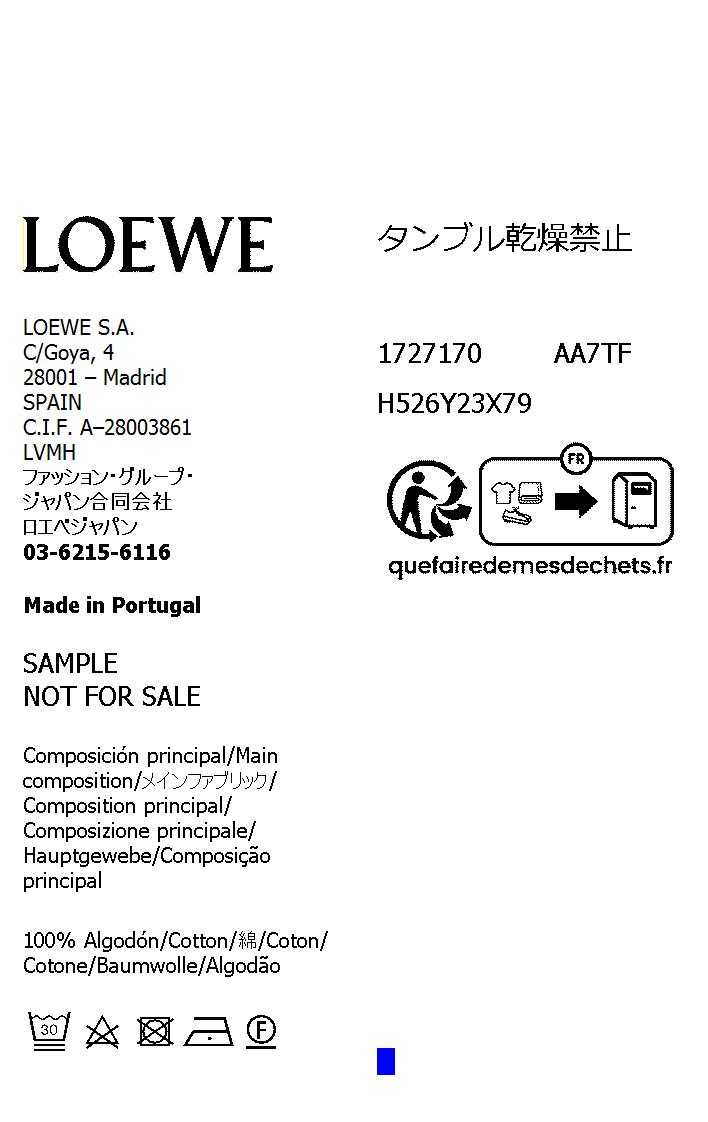 LOEWE
LOEWE S.A.
C/Goya, 4
28001 – Madrid
SPAIN
C.I.F. A–28003861
LVMH
ファッション・グループ・
ジャパン合同会社
ロエベジャパン
03-6215-6116
Made in Portugal
SAMPLE
NOT FOR SALE
Composición principal/Main
composition/メインファブリック/
Composition principal/
Composizione principale/
Hauptgewebe/Composição
principal
100% Algodón/Cotton/綿/Coton/
Cotone/Baumwolle/Algodão
30
F
タンブル乾燥禁止
1727170 AA7TF
H526Y23X79
FR
quefairedemesdechets.fr